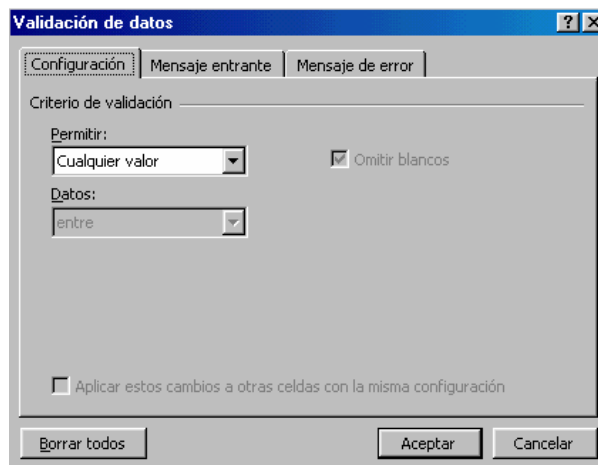 Validación de datos
Configuración Mensaje entrante Mensaje de error
Criterio de validación
Permitir:
Cualquier valor Omitir blancos
Datos:
entre
Aplicar estos cambios a otras celdas con la misma configuración
Borrar todos Aceptar Cancelar